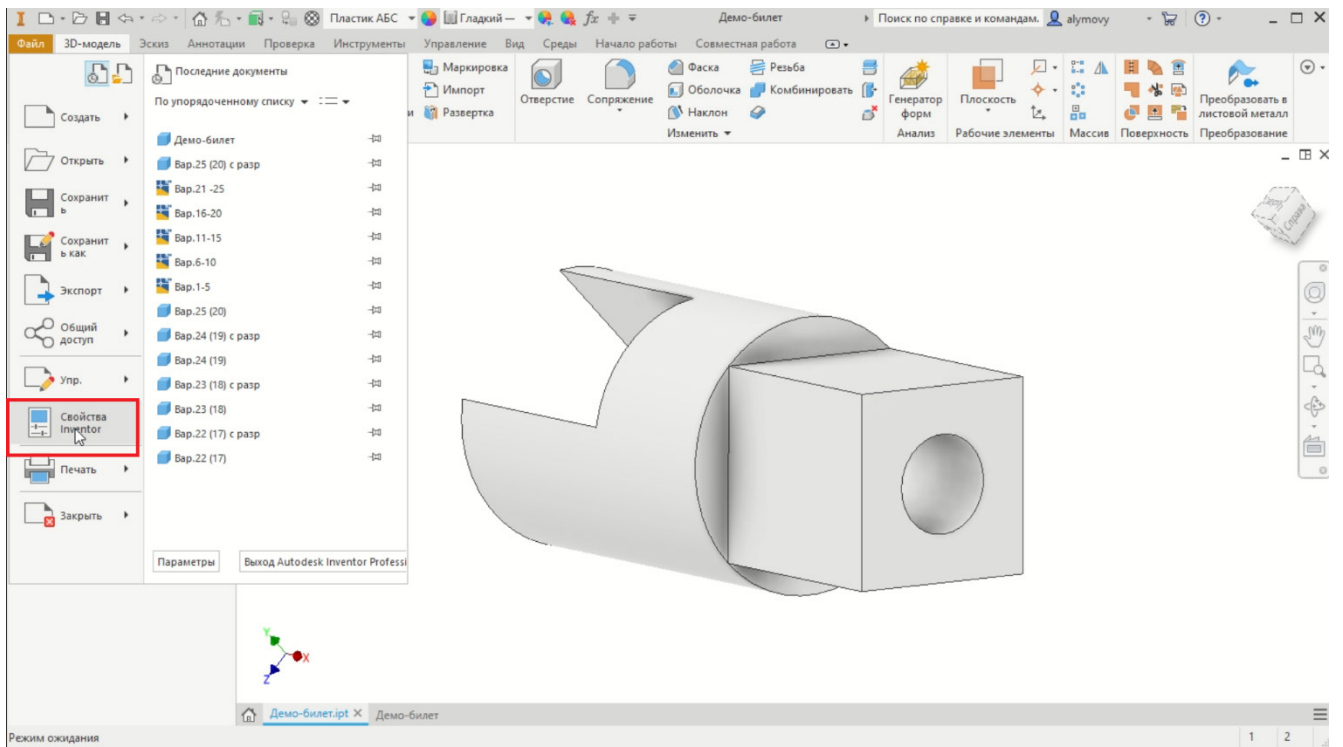 Пластик АБС
Гладкий —
Демо-билет
Поиск по справке и командам.
alymovy
Файл 3D-модель Эскиз Аннотации Проверка Инструменты Управление Вид Среды Начало работы Совместная работа
Создать
Открыть
Сохранит
ь
Сохранит
ь как
Экспорт
Общий
доступ
Упр.
Свойства
Inventor
Печать
Закрыть
Последние документы
По упорядоченному списку
Демо-билет
Вар.25 (20) с разр
Вар.21 -25
Вар.16-20
Вар.11-15
Вар.6-10
Вар.1-5
Вар.25 (20)
Вар.24 (19) с разр
Вар.24 (19)
Вар.23 (18) с разр
Вар.23 (18)
Вар.22 (17) с разр
Вар.22 (17)
Параметры
Выход Autodesk Inventor Professi
Маркировка
Импорт
и Развертка
Отверстие
Сопряжение
Фаска
Оболочка
Наклон
Резьба
Комбинировать
Изменить
Генератор
форм
Анализ
Плоскость
Рабочие элементы
Массив
Поверхность
Преобразовать в
листовой металл
Преобразование
Справа
Y
X
Z
Демо-билет.ipt
Демо-билет
Режим ожидания
1 2